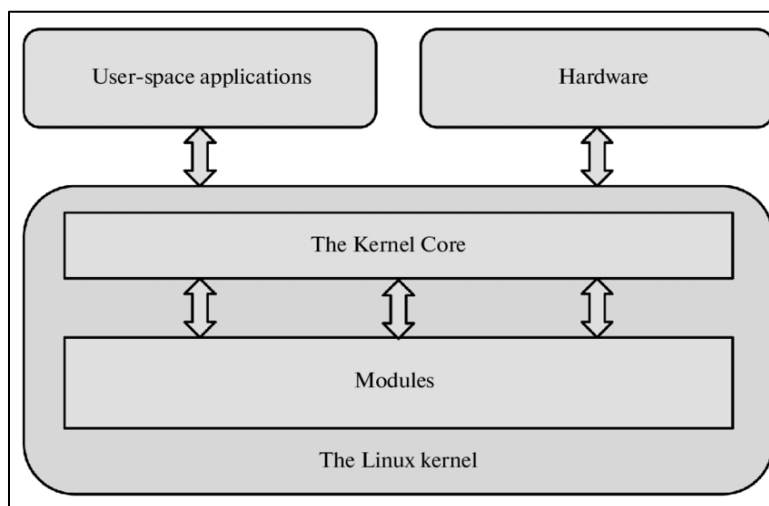 User-space applications
Hardware
The Kernel Core
Modules
The Linux kernel